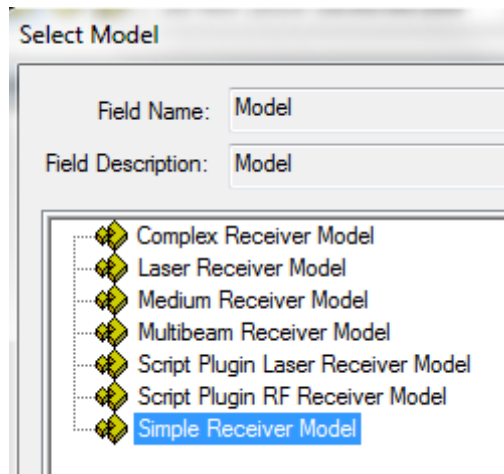 Select Model
Field Name: Model
Field Description: Model
Complex Receiver Model
Laser Receiver Model
Medium Receiver Model
Multibeam Receiver Model
Script Plugin Laser Receiver Model
Script Plugin RF Receiver Model
Simple Receiver Model